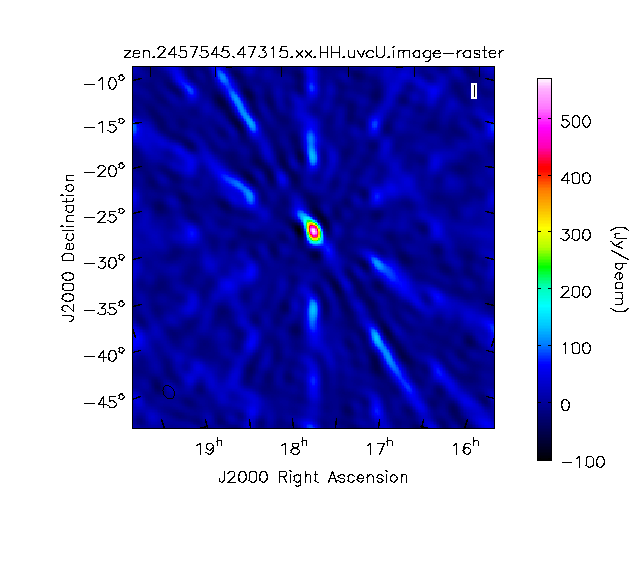 zen.2457545.47315.xx.HH.uvcU.image-raster
I
−10°
−15°
−20°
−25°
−30°
−35°
−40°
−45°
J2000 Declination
19h
18h
17h
16h
J2000 Right Ascension
500
400
300
200
100
0
−100
(Jy/beam)